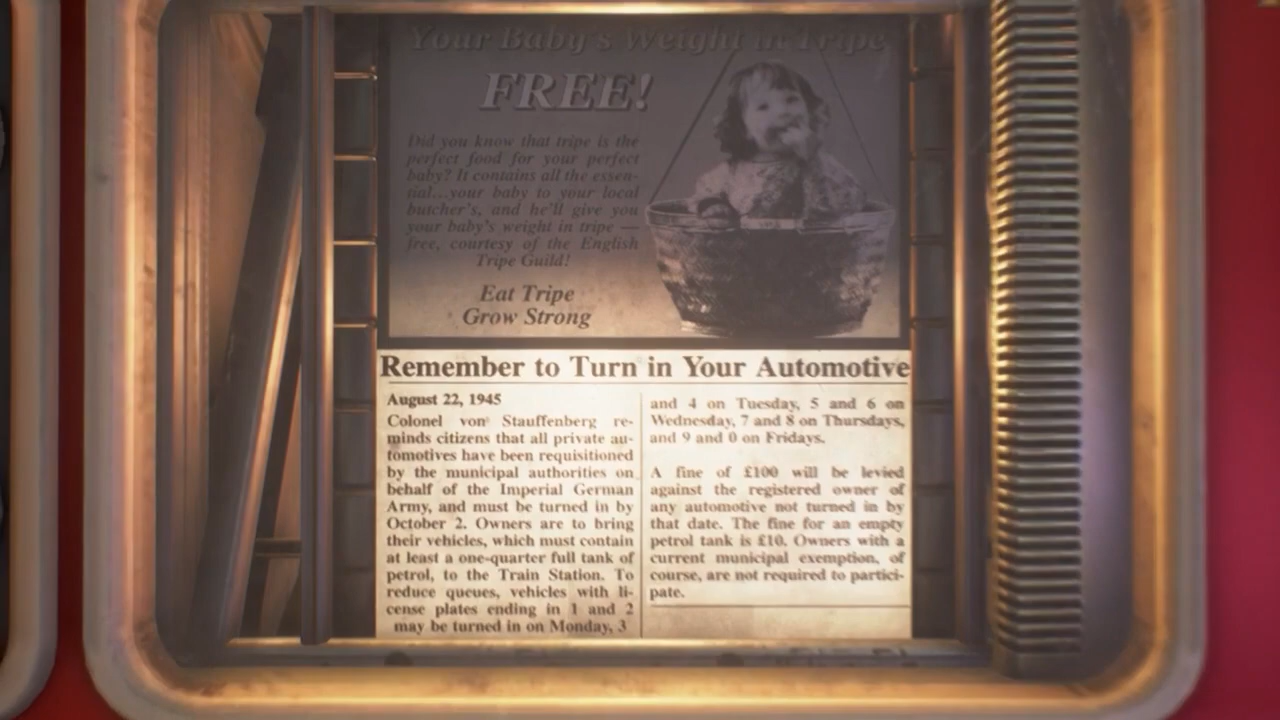 Your Baby's Weight in Tripe
FREE!
Did you know that tripe is the
perfect food for your perfect
baby? It contains all the essen-
tial...your baby to your local
butcher's, and he'll give you
your baby's weight in tripe —
free, courtesy of the English
Tripe Guild!
Eat Tripe
Grow Strong
Remember to Turn in Your Automotive
August 22, 1945
Colonel von Stauffenberg re-
minds citizens that all private au-
tomotives have been requisitioned
by the municipal authorities on
behalf of the Imperial German
Army, and must be turned in by
October 2. Owners are to bring
their vehicles, which must contain
at least a one-quarter full tank of
petrol, to the Train Station. To
reduce queues, vehicles with li-
cense plates ending in 1 and 2
may be turned in on Monday, 3
and 4 on Tuesday, 5 and 6 on
Wednesday, 7 and 8 on Thursdays,
and 9 and 0 on Fridays.
A fine of £100 will be levied
against the registered owner of
any automotive not turned in by
that date. The fine for an empty
petrol tank is £10. Owners with a
current municipal exemption, of
course, are not required to partici-
pate.